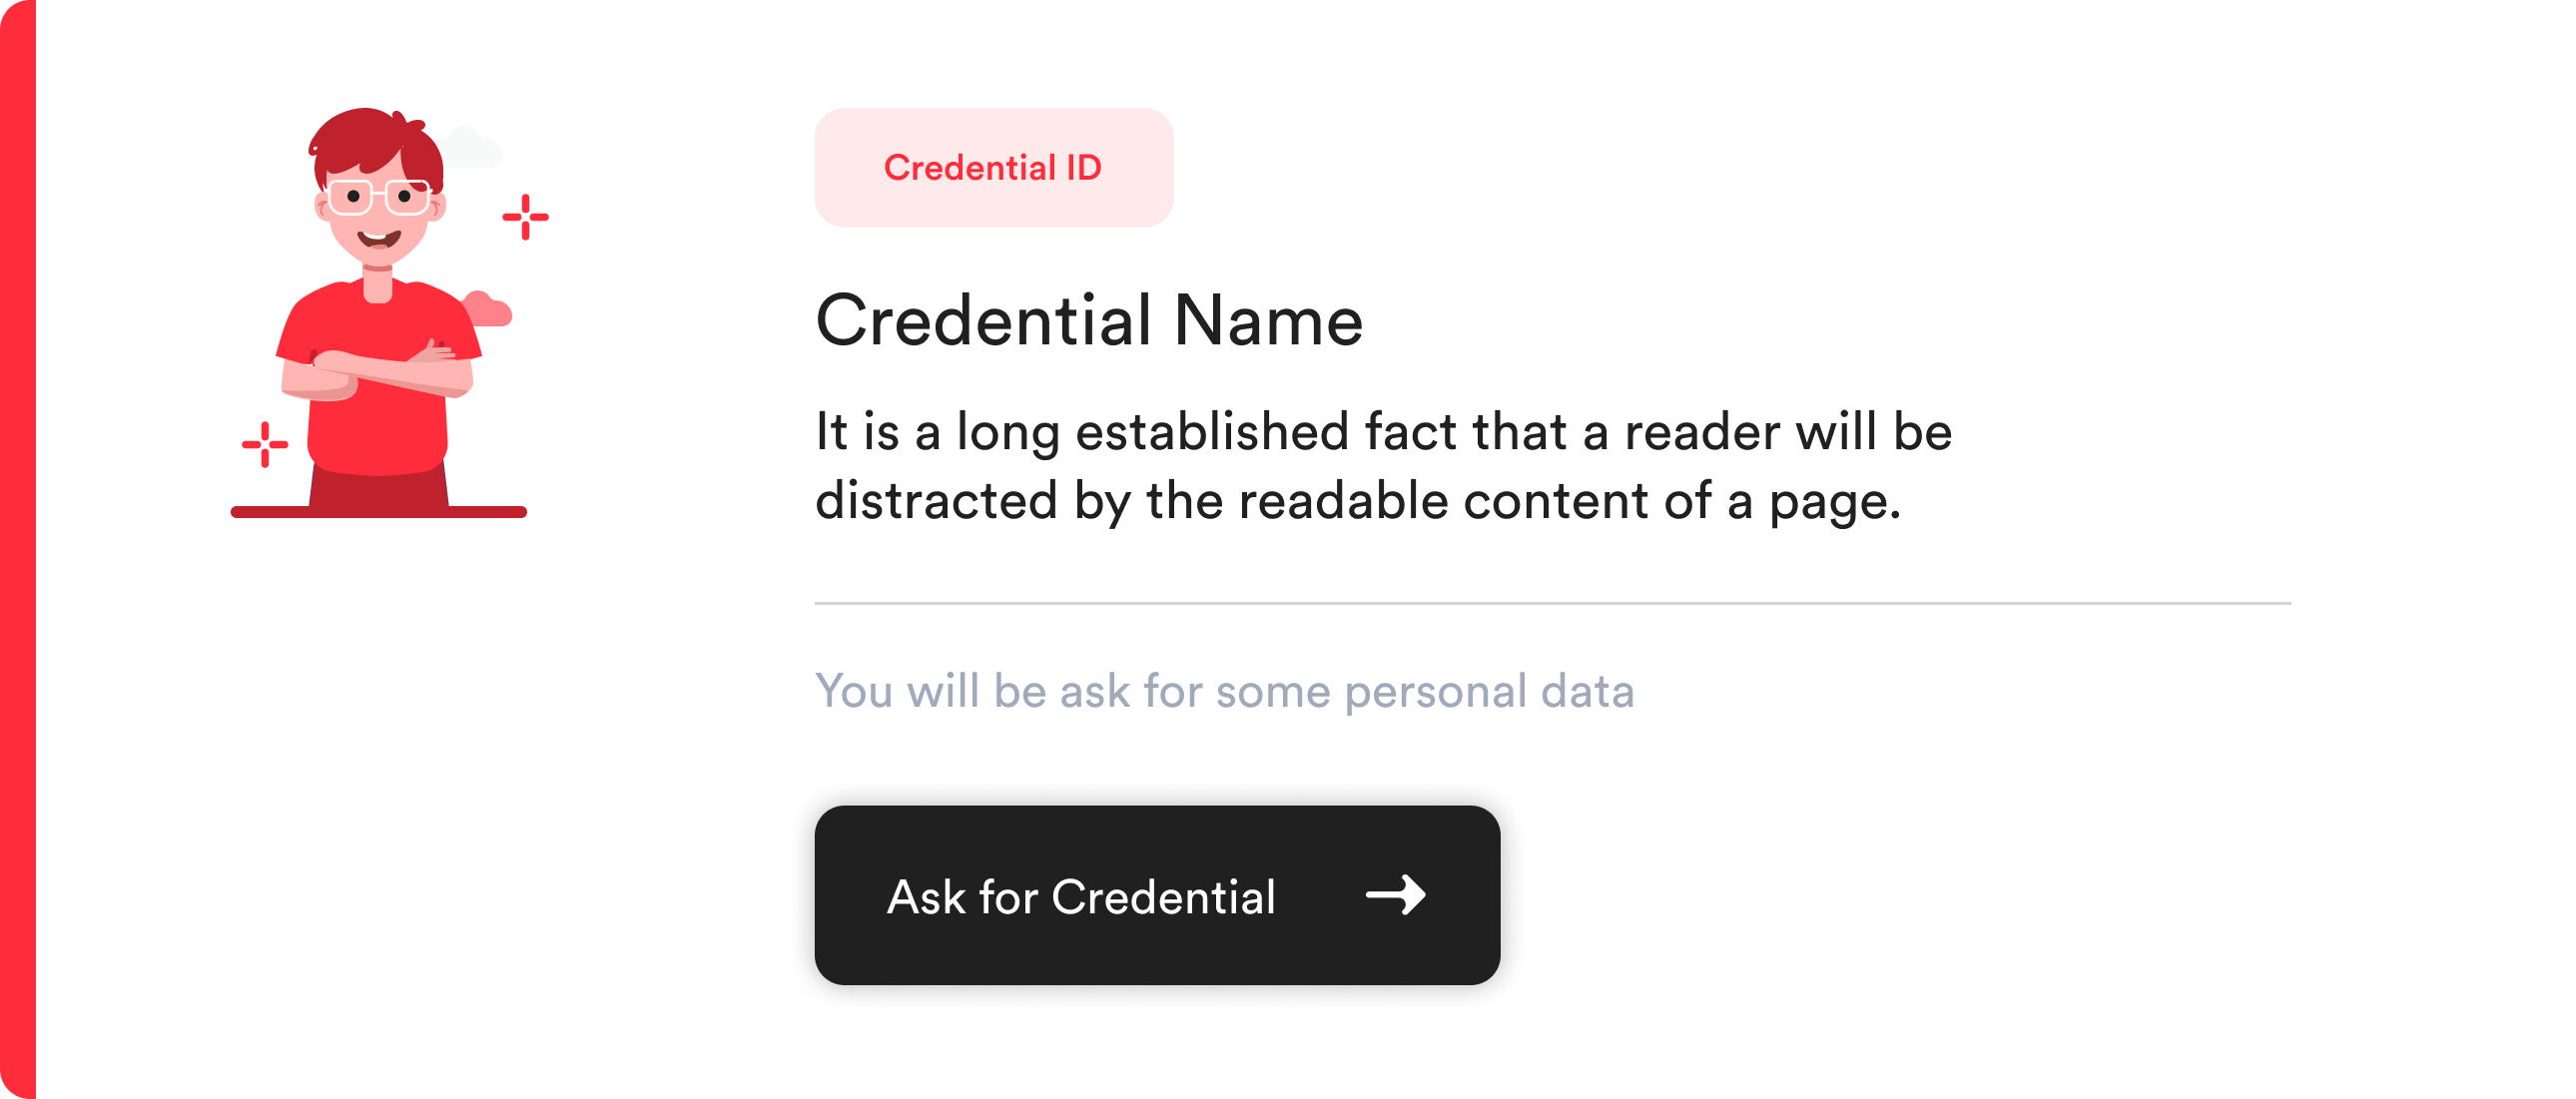 Credential ID
Credential Name
It is a long established fact that a reader will be
distracted by the readable content of a page.
You will be ask for some personal data
Ask for Credential